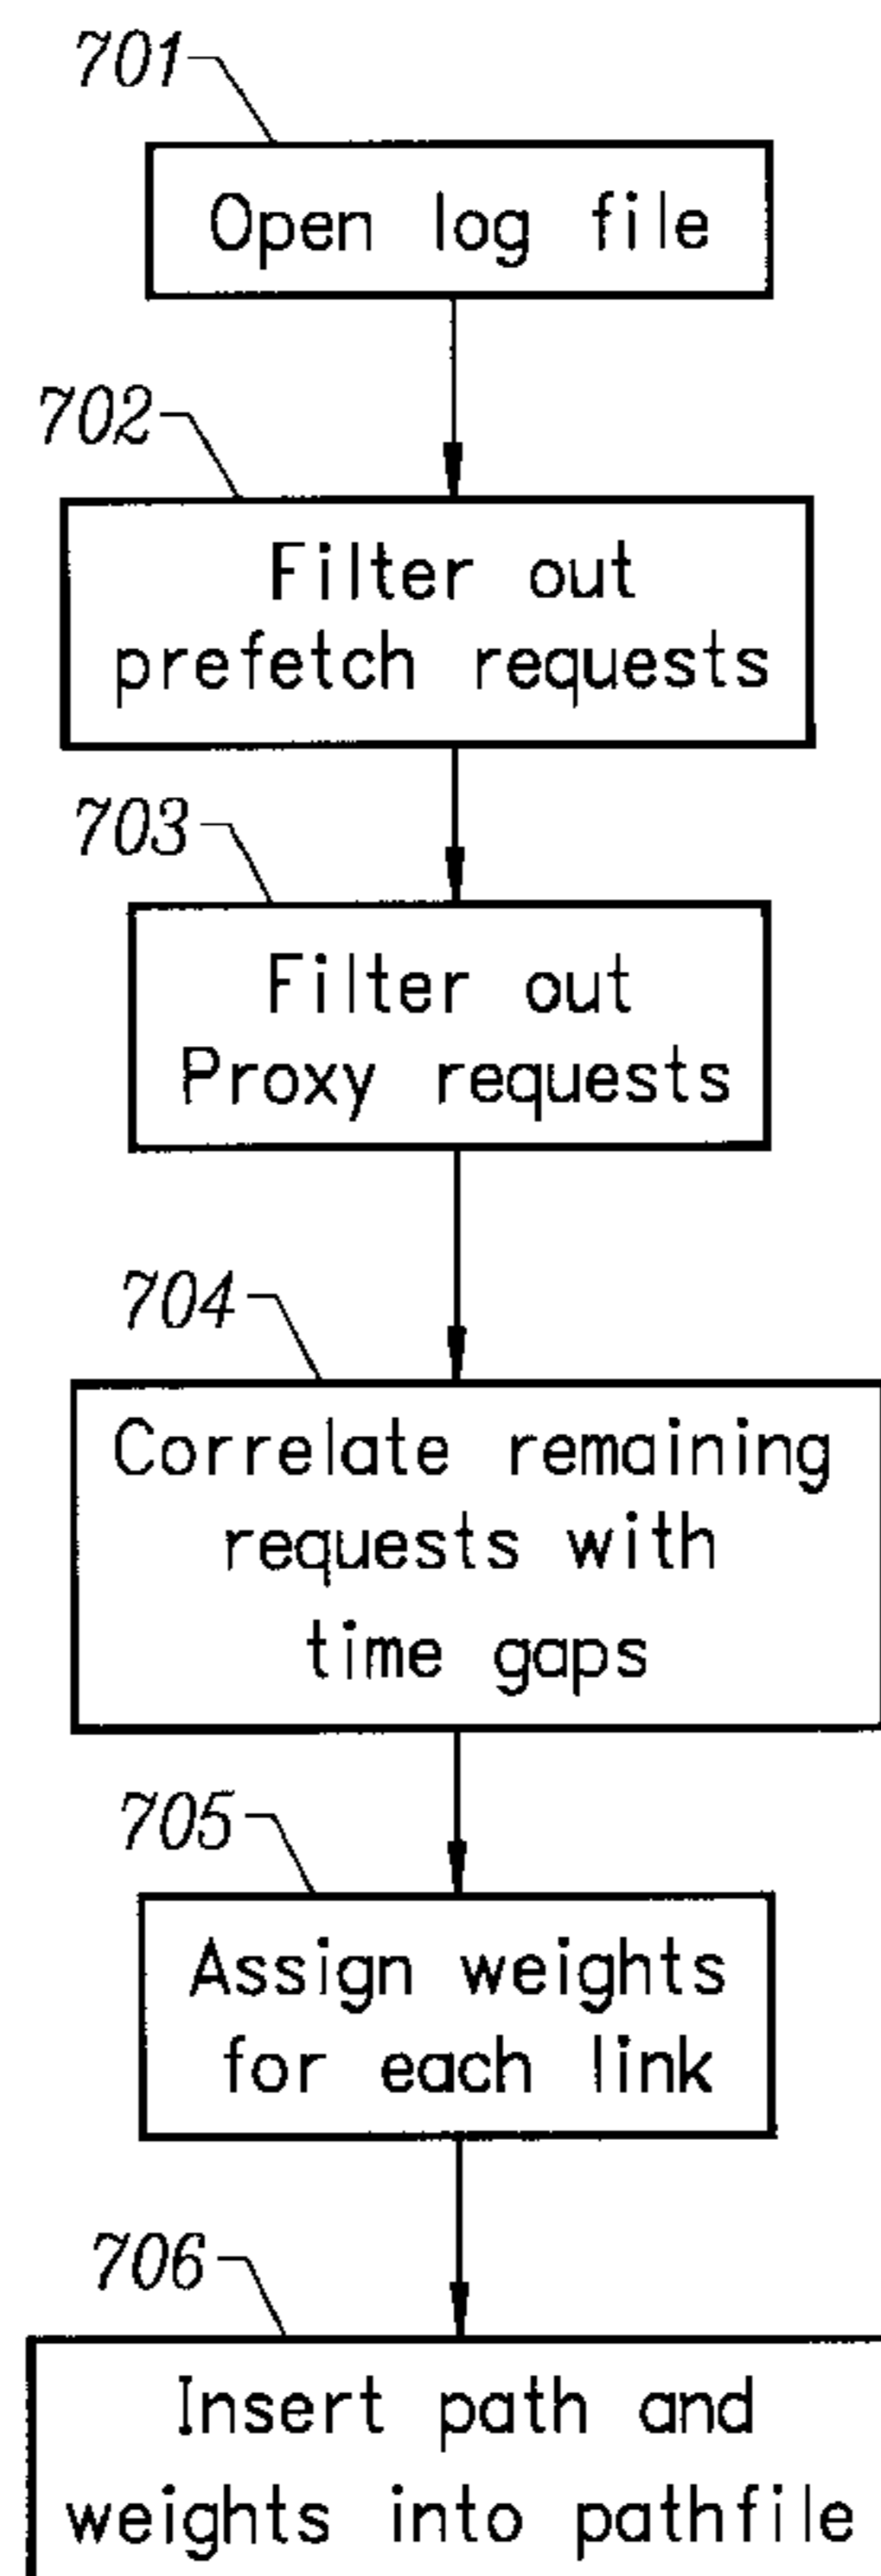 701
Open log file
702
Filter out
prefetch requests
703
Filter out
Proxy requests
704
Correlate remaining
requests with
time gaps
705
Assign weights
for each link
706
Insert path and
weights into pathfile